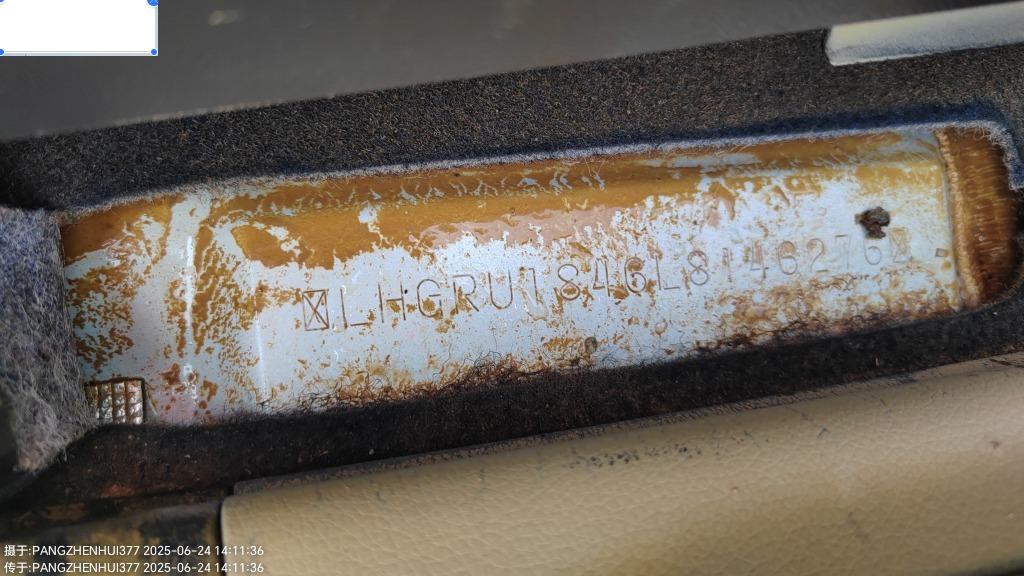 ☒LHGRU1846L8146276☒
摄于:PANGZHENHUI377 2025-06-24 14:11:36
传于:PANGZHENHUI377 2025-06-24 14:11:36